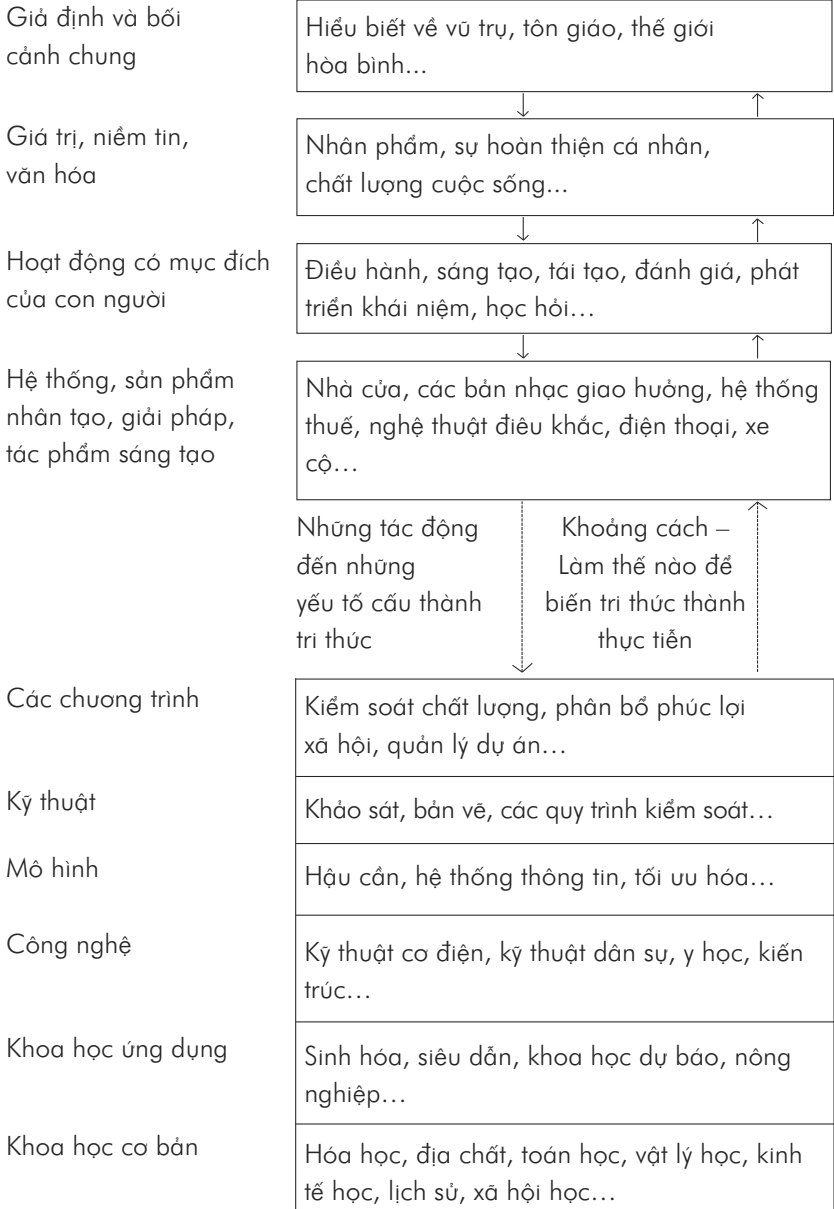 Giả định và bối
cảnh chung
Hiểu biết về vũ trụ, tôn giáo, thế giới
hòa bình...
Giá trị, niềm tin,
văn hóa
Nhân phẩm, sự hoàn thiện cá nhân,
chất lượng cuộc sống...
Hoạt động có mục đích
của con người
Điều hành, sáng tạo, tái tạo, đánh giá, phát
triển khái niệm, học hỏi...
Hệ thống, sản phẩm
nhân tạo, giải pháp,
tác phẩm sáng tạo
Nhà cửa, các bản nhạc giao hưởng, hệ thống
thuế, nghệ thuật điêu khắc, điện thoại, xe
cộ...
Những tác động
đến những
yếu tố cấu thành
tri thức
Khoảng cách –
Làm thế nào để
biến tri thức thành
thực tiễn
Các chương trình
Kiểm soát chất lượng, phân bổ phúc lợi
xã hội, quản lý dự án...
Kỹ thuật
Khảo sát, bản vẽ, các quy trình kiểm soát...
Mô hình
Hậu cần, hệ thống thông tin, tối ưu hóa...
Công nghệ
Kỹ thuật cơ điện, kỹ thuật dân sự, y học, kiến
trúc...
Khoa học ứng dụng
Sinh hóa, siêu dẫn, khoa học dự báo, nông
nghiệp...
Khoa học cơ bản
Hóa học, địa chất, toán học, vật lý học, kinh
tế học, lịch sử, xã hội học...